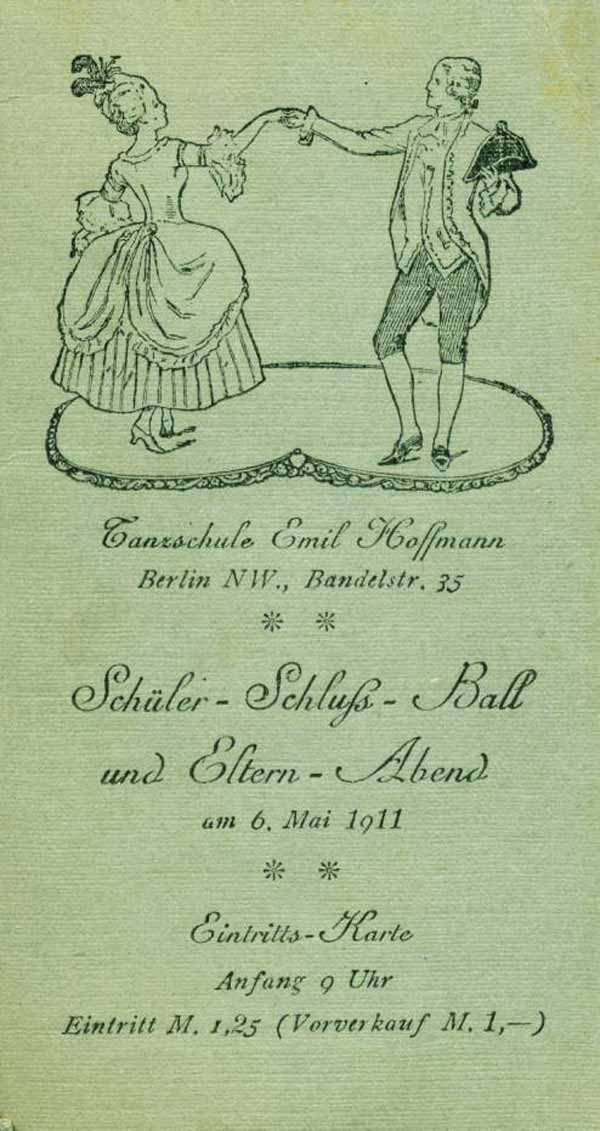 Tanzschule Emil Hoffmann
Berlin NW., Bandelstr. 35
Schüler - Schluß - Ball
und Eltern - Abend
am 6. Mai 1911
Eintritts-Karte
Anfang 9 Uhr
Eintritt M. 1,25 (Vorverkauf M. 1,—)